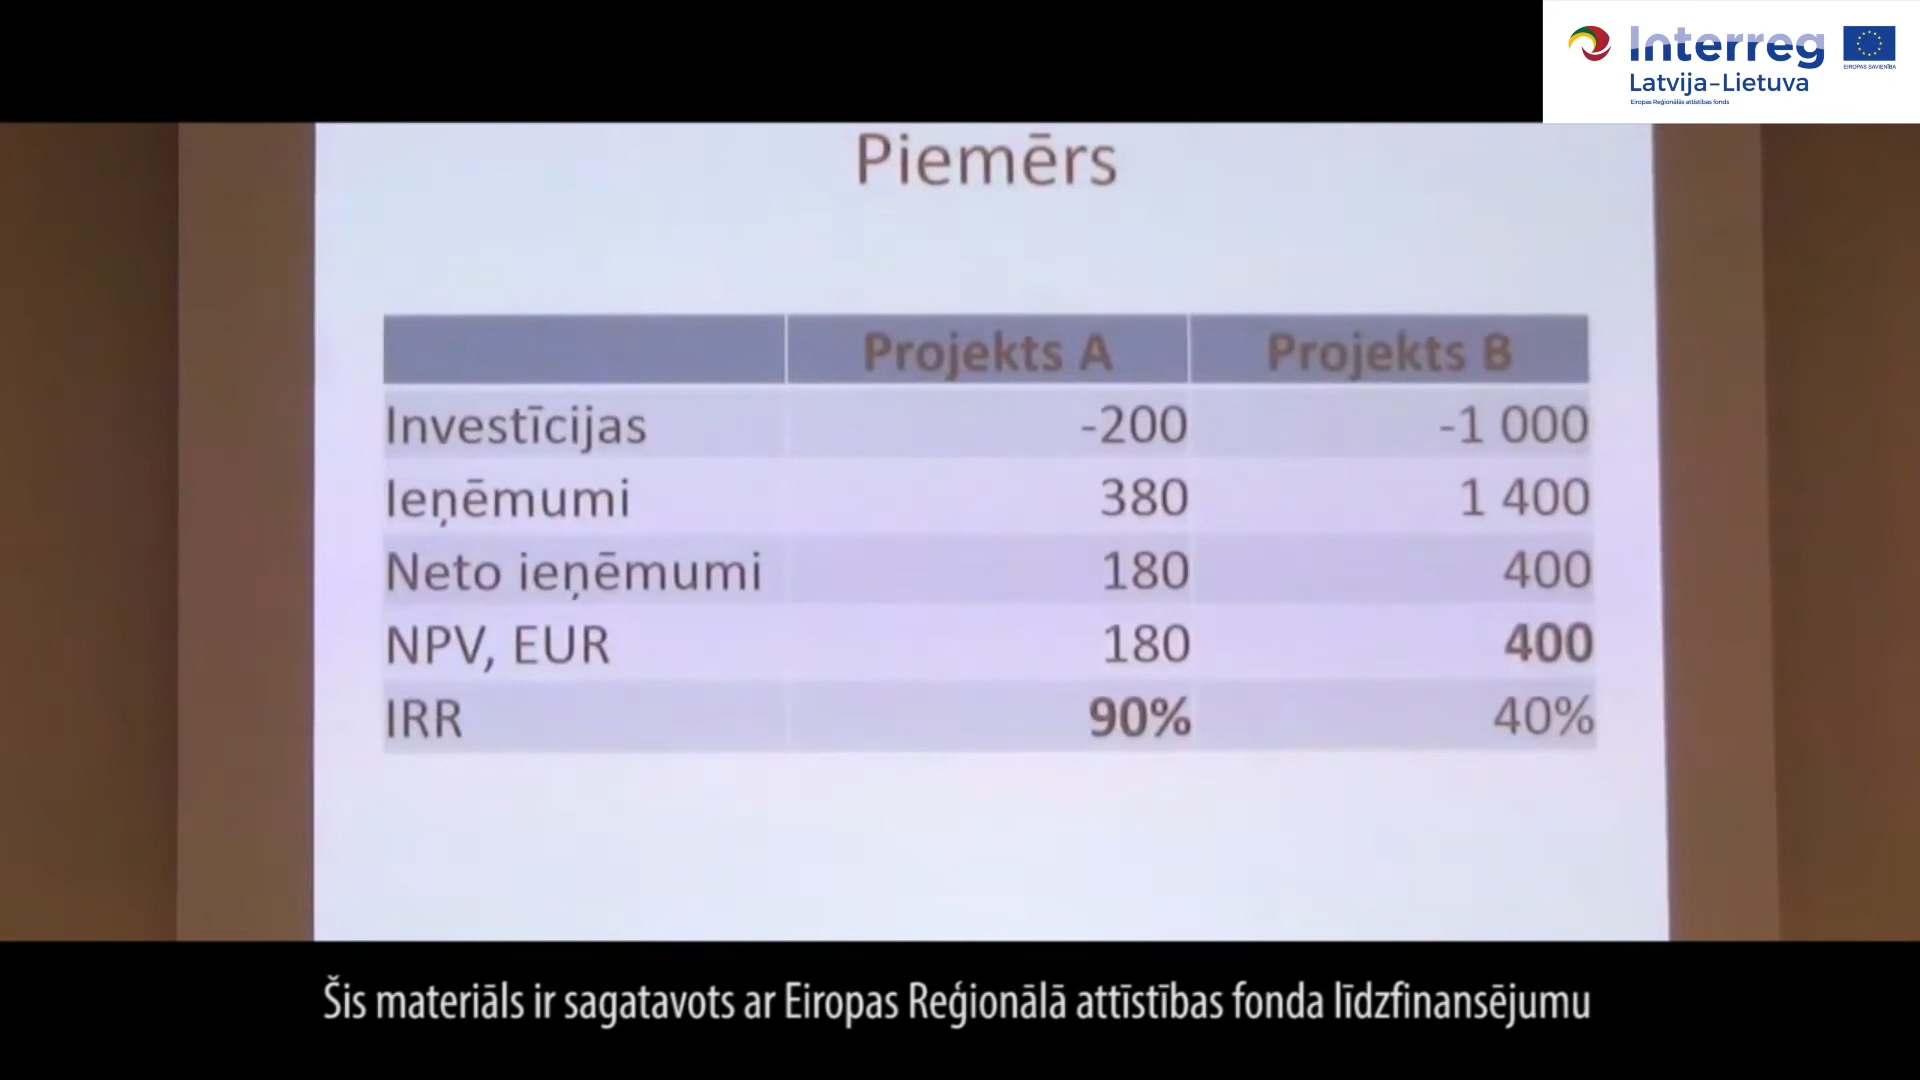 Interreg
EIROPAS SAVIENĪBA
Latvija–Lietuva
Eiropas Reģionālās attīstības fonds
Piemērs
Projekts A Projekts B
Investīcijas -200 -1 000
Ieņēmumi 380 1 400
Neto ieņēmumi 180 400
NPV, EUR 180 400
IRR 90% 40%
Šis materiāls ir sagatavots ar Eiropas Reģionālā attīstības fonda līdzfinansējumu